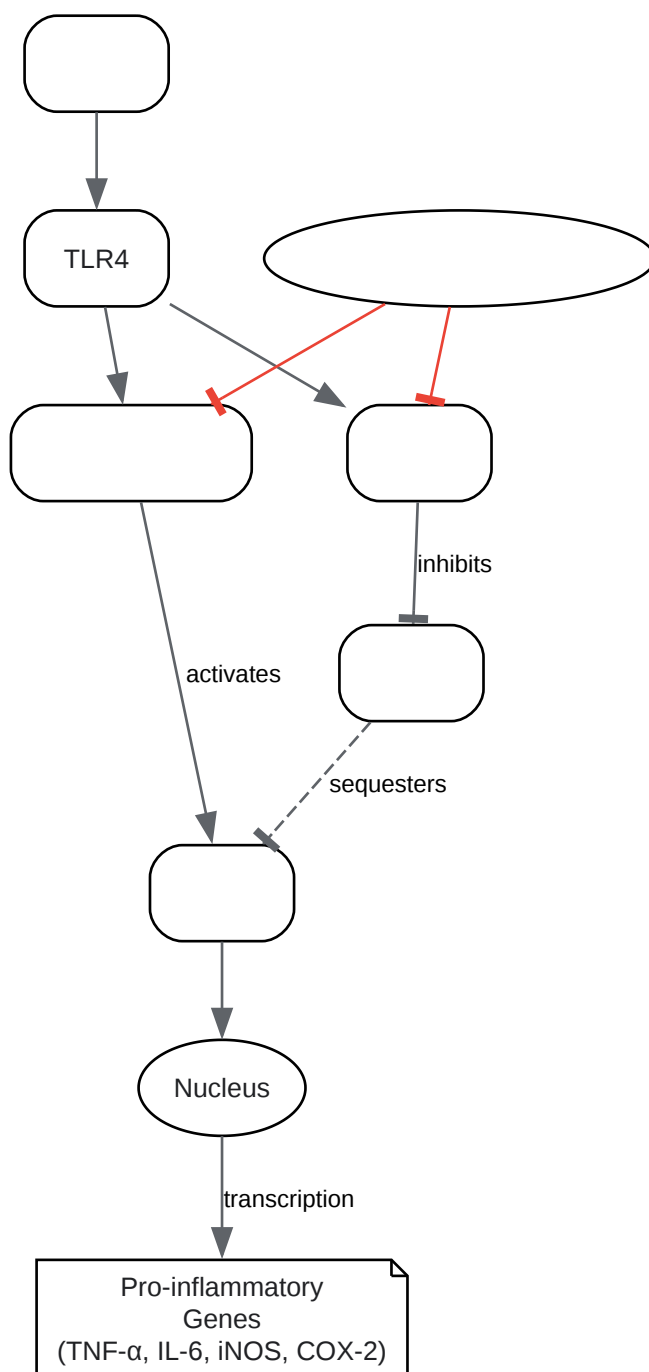 TLR4
inhibits
activates
sequesters
Nucleus
transcription
Pro-inflammatory
Genes
(TNF-α, IL-6, iNOS, COX-2)